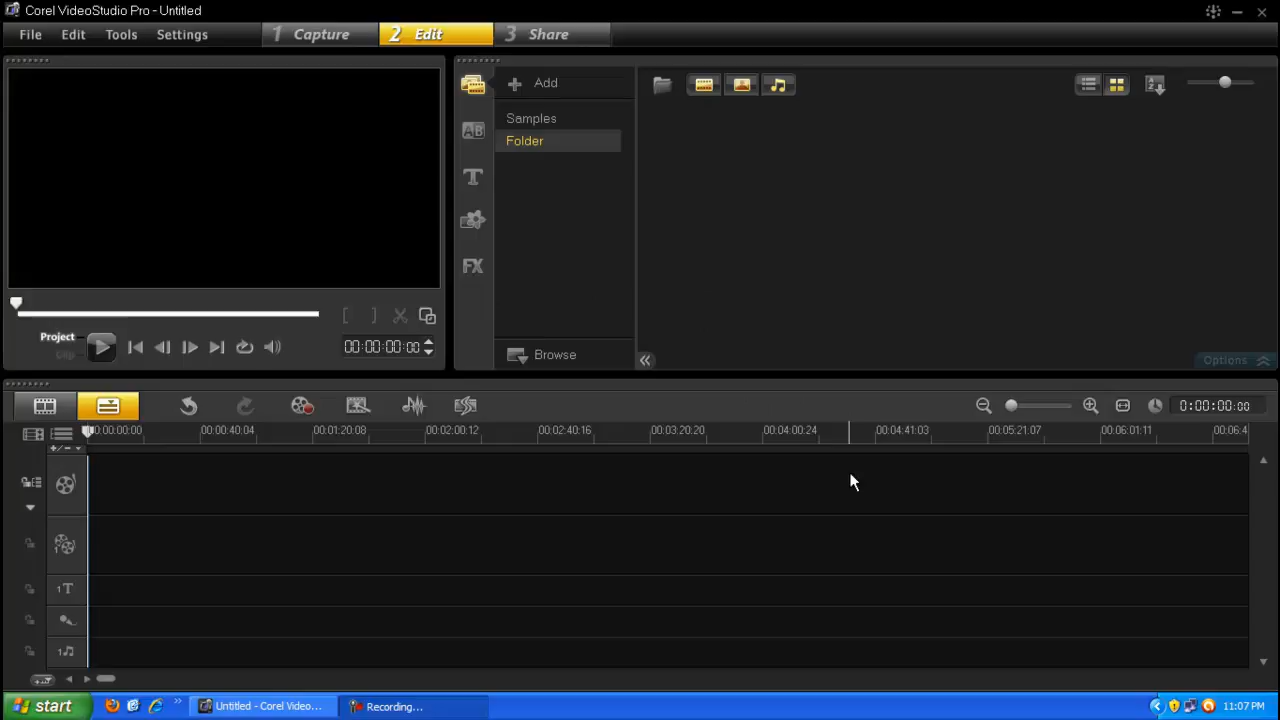 Corel VideoStudio Pro - Untitled
File Edit Tools Settings 1 Capture 2 Edit 3 Share
Add
Samples
Folder
Project
Clip
00:00:00:00
Browse
Options
0:00:00:00
00:00:00:00 00:00:40:04 00:01:20:08 00:02:00:12 00:02:40:16 00:03:20:20 00:04:00:24 00:04:41:03 00:05:21:07 00:06:01:11 00:06:4
start Untitled - Corel Video... Recording... 11:07 PM